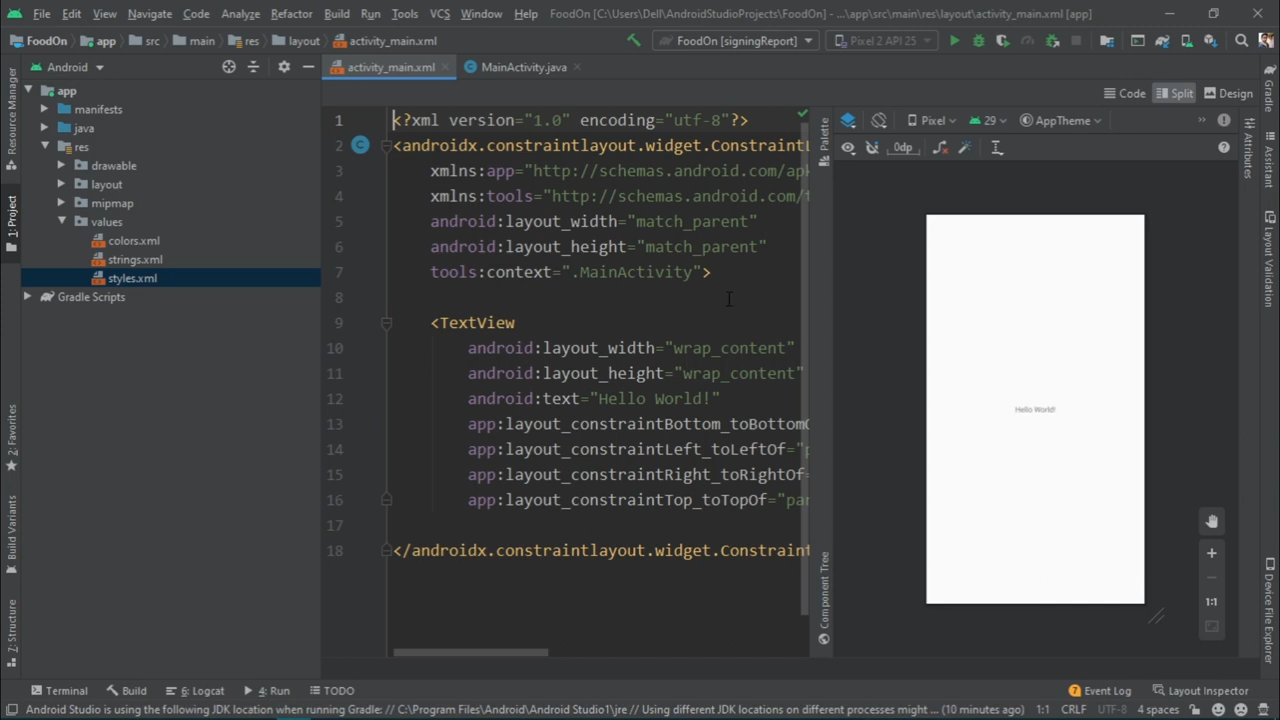 File Edit View Navigate Code Analyze Refactor Build Run Tools VCS Window Help FoodOn [C:\Users\Dell\AndroidStudioProjects\FoodOn] - ...\app\src\main\res\layout\activity_main.xml [app]
FoodOn app src main res layout activity_main.xml FoodOn [signingReport] Pixel 2 API 25
Android activity_main.xml MainActivity.java
Code Split Design
Resource Manager
1: Project
2: Favorites
Build Variants
Z: Structure
app
manifests
java
res
drawable
layout
mipmap
values
colors.xml
strings.xml
styles.xml
Gradle Scripts
1 <?xml version="1.0" encoding="utf-8"?>
2 <androidx.constraintlayout.widget.ConstraintL
3 xmlns:app="http://schemas.android.com/apk
4 xmlns:tools="http://schemas.android.com/t
5 android:layout_width="match_parent"
6 android:layout_height="match_parent"
7 tools:context=".MainActivity">
8
9 <TextView
10 android:layout_width="wrap_content"
11 android:layout_height="wrap_content"
12 android:text="Hello World!"
13 app:layout_constraintBottom_toBottomO
14 app:layout_constraintLeft_toLeftOf="p
15 app:layout_constraintRight_toRightOf=
16 app:layout_constraintTop_toTopOf="par
17
18 </androidx.constraintlayout.widget.Constraint
Palette
Component Tree
Pixel 29 AppTheme
0dp
Hello World!
1:1
Attributes
Gradle
Assistant
Layout Validation
Device File Explorer
Terminal Build 6: Logcat 4: Run TODO 7 Event Log Layout Inspector
Android Studio is using the following JDK location when running Gradle: // C:\Program Files\Android\Android Studio1\jre // Using different JDK locations on different processes might ... (10 minutes ago) 1:1 CRLF UTF-8 4 spaces